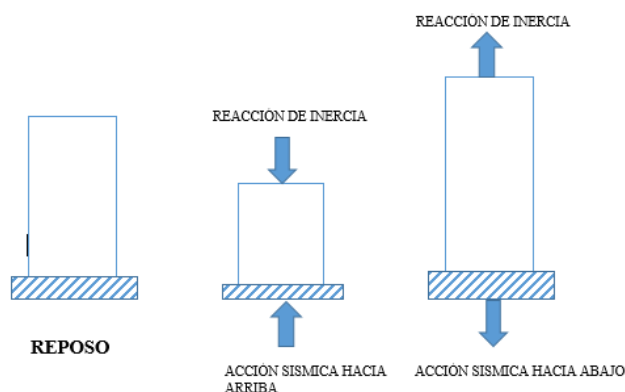 REACCIÓN DE INERCIA
REACCIÓN DE INERCIA
REPOSO
ACCIÓN SISMICA HACIA
ARRIBA
ACCIÓN SISMICA HACIA ABAJO